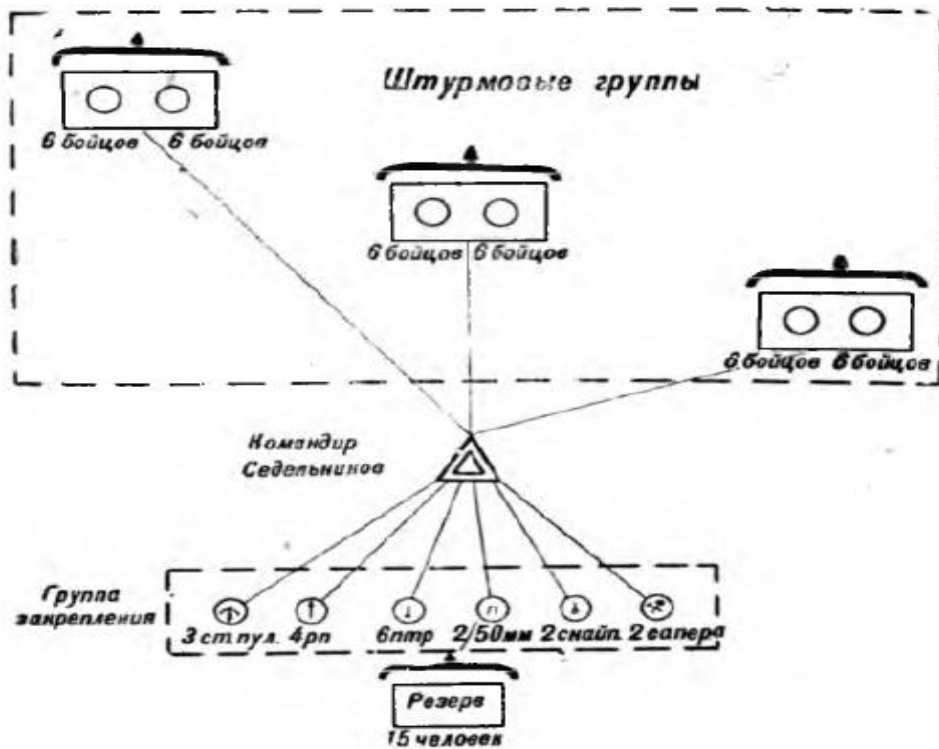 Штурмовые группы
6 бойцов 6 бойцов
6 бойцов 6 бойцов
6 бойцов 6 бойцов
Командир
Седельников
Группа
закрепления
3 ст. пул. 4 рп 6 птр 2/50мм 2 снайп. 2 сапера
Резерв
15 человек